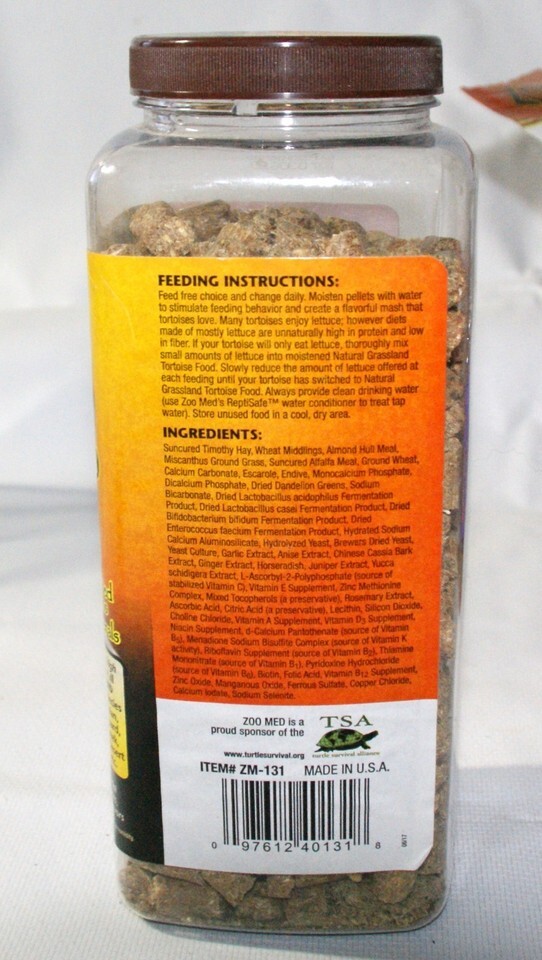 FEEDING INSTRUCTIONS:
Feed free choice and change daily. Moisten pellets with water
to stimulate feeding behavior and create a flavorful mash that
tortoises love. Many tortoises enjoy lettuce; however diets
made of mostly lettuce are unnaturally high in protein and low
in fiber. If your tortoise will only eat lettuce, thoroughly mix
small amounts of lettuce into moistened Natural Grassland
Tortoise Food. Slowly reduce the amount of lettuce offered at
each feeding until your tortoise has switched to Natural
Grassland Tortoise Food. Always provide clean drinking water
(use Zoo Med's ReptiSafe™ water conditioner to treat tap
water). Store unused food in a cool, dry area.
INGREDIENTS:
Suncured Timothy Hay, Wheat Middlings, Almond Hull Meal,
Miscanthus Ground Grass, Suncured Alfalfa Meal, Ground Wheat,
Calcium Carbonate, Escarole, Endive, Monocalcium Phosphate,
Dicalcium Phosphate, Dried Dandelion Greens, Sodium
Bicarbonate, Dried Lactobacillus acidophilus Fermentation
Product, Dried Lactobacillus casei Fermentation Product, Dried
Bifidobacterium bifidum Fermentation Product, Dried
Enterococcus faecium Fermentation Product, Hydrated Sodium
Calcium Aluminosilicate, Hydrolyzed Yeast, Brewers Dried Yeast,
Yeast Culture, Garlic Extract, Anise Extract, Chinese Cassia Bark
Extract, Ginger Extract, Horseradish, Juniper Extract, Yucca
schidigera Extract, L-Ascorbyl-2-Polyphosphate (source of
stabilized Vitamin C), Vitamin E Supplement, Zinc Methionine
Complex, Mixed Tocopherols (a preservative), Rosemary Extract,
Ascorbic Acid, Citric Acid (a preservative), Lecithin, Silicon Dioxide,
Choline Chloride, Vitamin A Supplement, Vitamin D3 Supplement,
Niacin Supplement, d-Calcium Pantothenate (source of Vitamin
B5), Menadione Sodium Bisulfite Complex (source of Vitamin K
activity), Riboflavin Supplement (source of Vitamin B2), Thiamine
Mononitrate (source of Vitamin B1), Pyridoxine Hydrochloride
(source of Vitamin B6), Biotin, Folic Acid, Vitamin B12 Supplement,
Zinc Oxide, Manganous Oxide, Ferrous Sulfate, Copper Chloride,
Calcium Iodate, Sodium Selenite.
ZOO MED is a
proud sponsor of the
TSA
turtle survival alliance
www.turtlesurvival.org
ITEM# ZM-131 MADE IN U.S.A.
0 97612 40131 8
0617